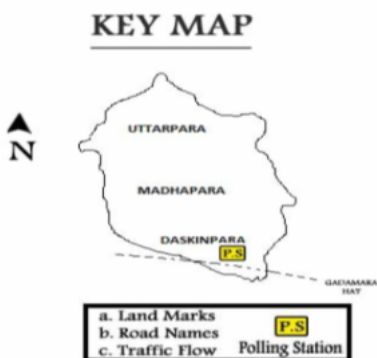 KEY MAP
N
UTTARPARA
MADHAPARA
DASKINPARA
P.S
GADAMARA
HAT
a. Land Marks
b. Road Names
c. Traffic Flow
P.S
Polling Station